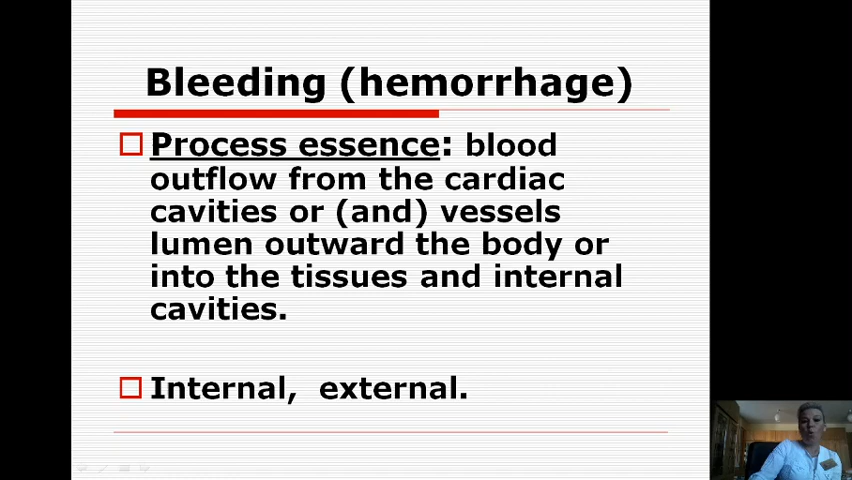 Bleeding (hemorrhage)
Process essence: blood
outflow from the cardiac
cavities or (and) vessels
lumen outward the body or
into the tissues and internal
cavities.
Internal, external.